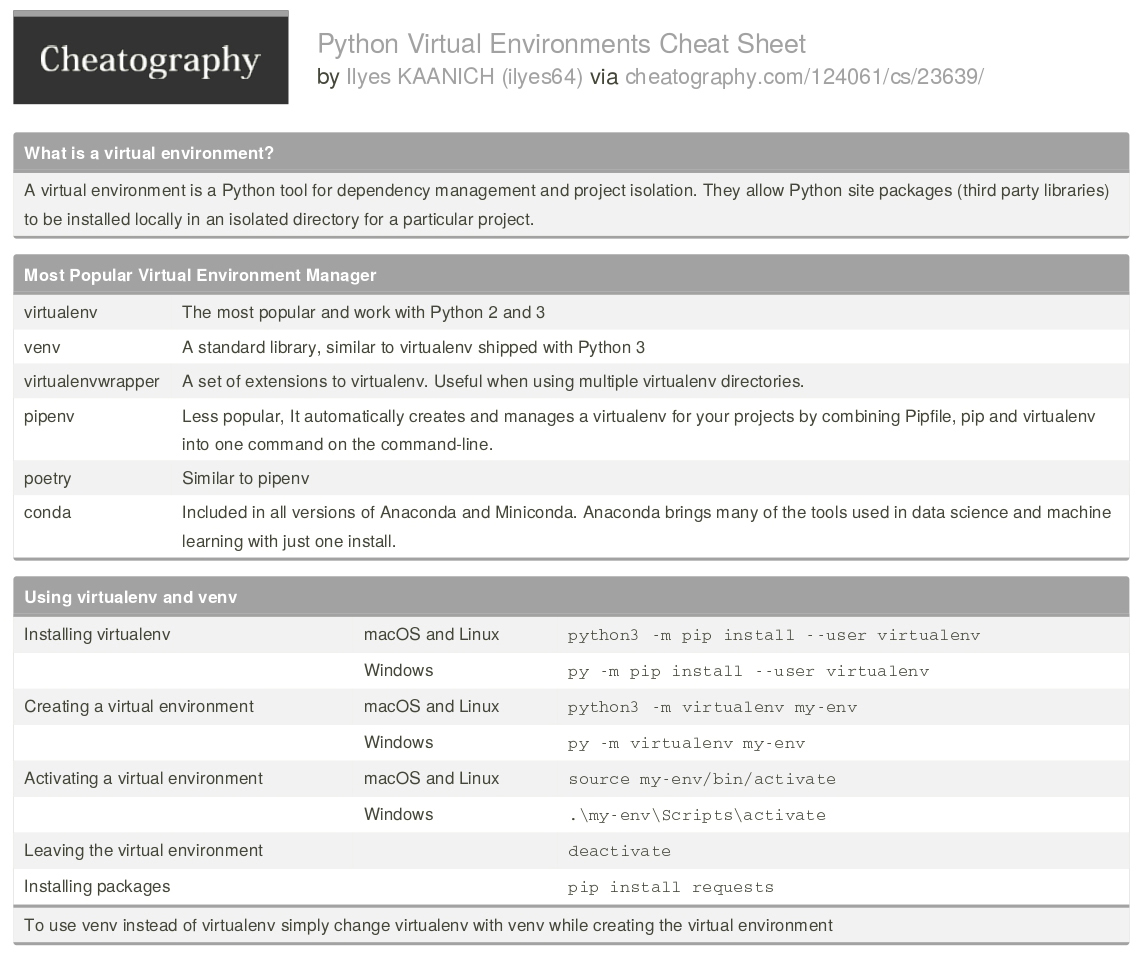 Cheatography
Python Virtual Environments Cheat Sheet
by Ilyes KAANICH (ilyes64) via cheatography.com/124061/cs/23639/
What is a virtual environment?
A virtual environment is a Python tool for dependency management and project isolation. They allow Python site packages (third party libraries)
to be installed locally in an isolated directory for a particular project.
Most Popular Virtual Environment Manager
virtualenv The most popular and work with Python 2 and 3
venv A standard library, similar to virtualenv shipped with Python 3
virtualenvwrapper A set of extensions to virtualenv. Useful when using multiple virtualenv directories.
pipenv Less popular, It automatically creates and manages a virtualenv for your projects by combining Pipfile, pip and virtualenv
into one command on the command-line.
poetry Similar to pipenv
conda Included in all versions of Anaconda and Miniconda. Anaconda brings many of the tools used in data science and machine
learning with just one install.
Using virtualenv and venv
Installing virtualenv macOS and Linux python3 -m pip install --user virtualenv
Windows py -m pip install --user virtualenv
Creating a virtual environment macOS and Linux python3 -m virtualenv my-env
Windows py -m virtualenv my-env
Activating a virtual environment macOS and Linux source my-env/bin/activate
Windows .\my-env\Scripts\activate
Leaving the virtual environment deactivate
Installing packages pip install requests
To use venv instead of virtualenv simply change virtualenv with venv while creating the virtual environment